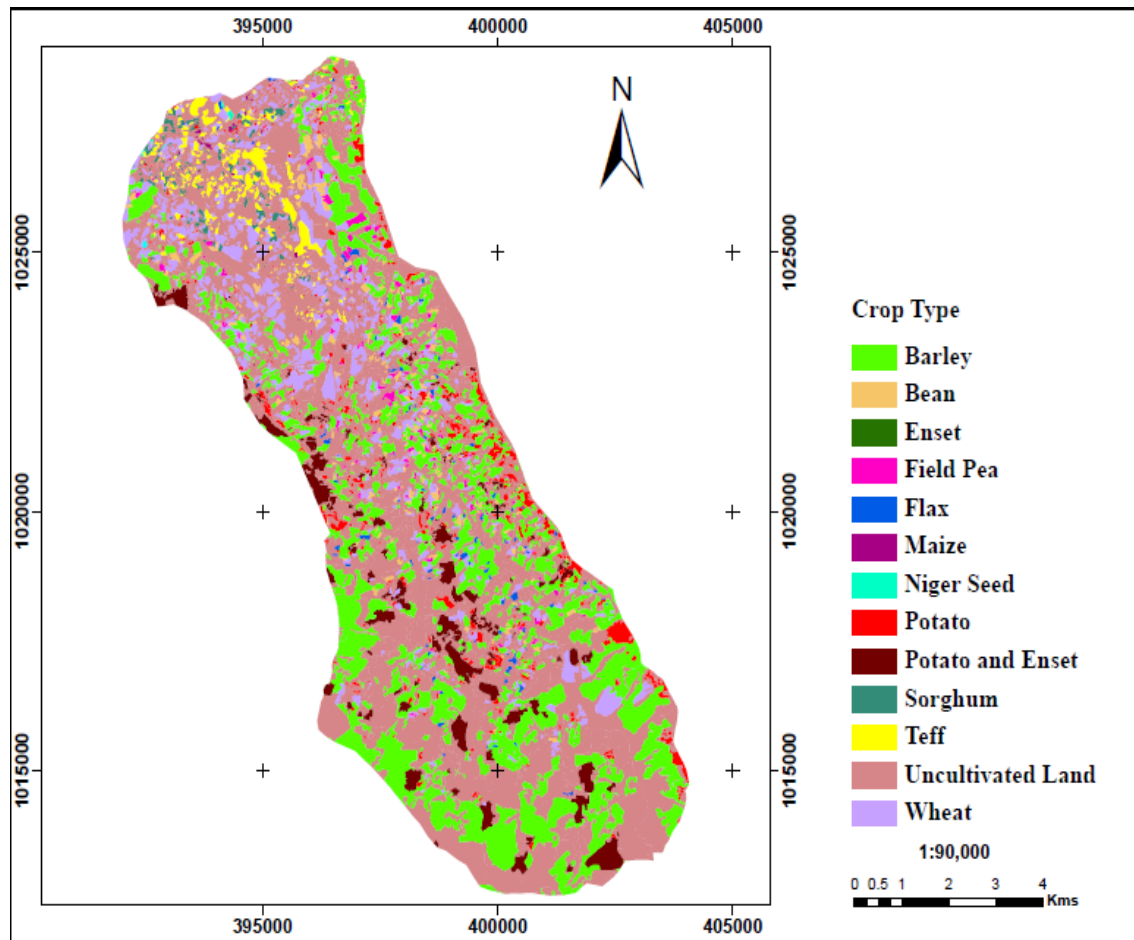 395000 400000 405000
N
1025000 1025000
Crop Type
Barley
Bean
Enset
Field Pea
Flax
Maize
Niger Seed
Potato
Potato and Enset
Sorghum
Teff
Uncultivated Land
Wheat
1020000 1020000
1015000 1015000
1:90,000
0 0.5 1 2 3 4
Kms
395000 400000 405000